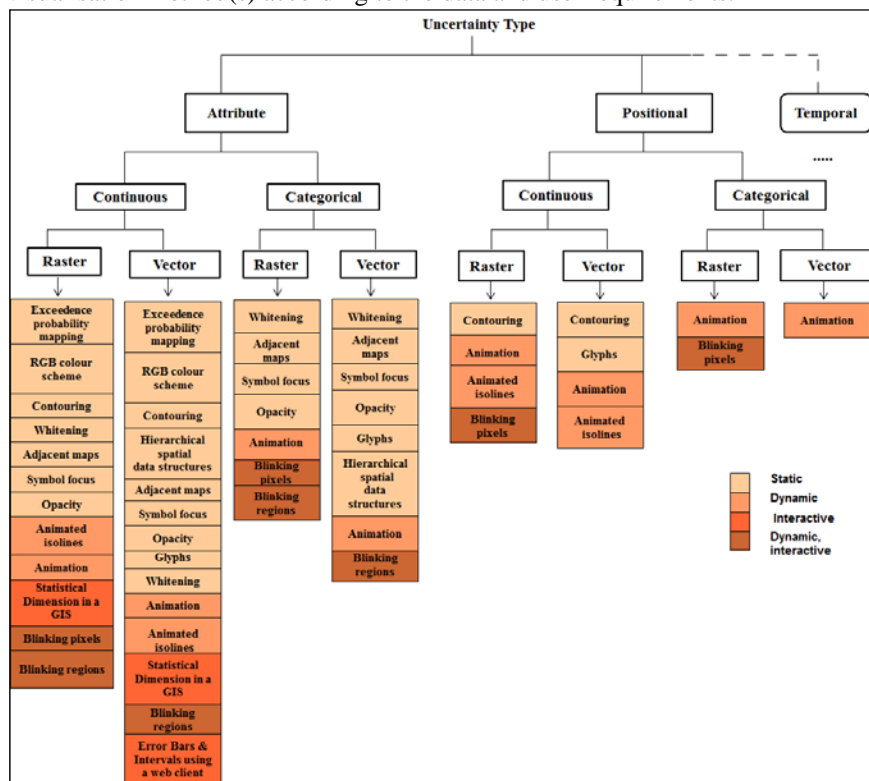 Uncertainty Type
Attribute
Positional
Temporal
.....
Continuous
Categorical
Continuous
Categorical
Raster
Vector
Raster
Vector
Raster
Vector
Raster
Vector
Exceedence
probability
mapping
RGB colour
scheme
Contouring
Whitening
Adjacent maps
Symbol focus
Opacity
Animated
isolines
Animation
Statistical
Dimension in a
GIS
Blinking pixels
Blinking regions
Exceedence
probability
mapping
RGB colour
scheme
Contouring
Hierarchical
spatial
data structures
Adjacent maps
Symbol focus
Opacity
Glyphs
Whitening
Animation
Animated
isolines
Statistical
Dimension in a
GIS
Blinking
regions
Error Bars &
Intervals using
a web client
Whitening
Adjacent
maps
Symbol focus
Opacity
Animation
Blinking
pixels
Blinking
regions
Whitening
Adjacent
maps
Symbol focus
Opacity
Glyphs
Hierarchical
spatial
data
structures
Animation
Blinking
regions
Contouring
Animation
Animated
isolines
Blinking
pixels
Contouring
Glyphs
Animation
Animated
isolines
Animation
Blinking
pixels
Animation
Static
Dynamic
Interactive
Dynamic,
interactive